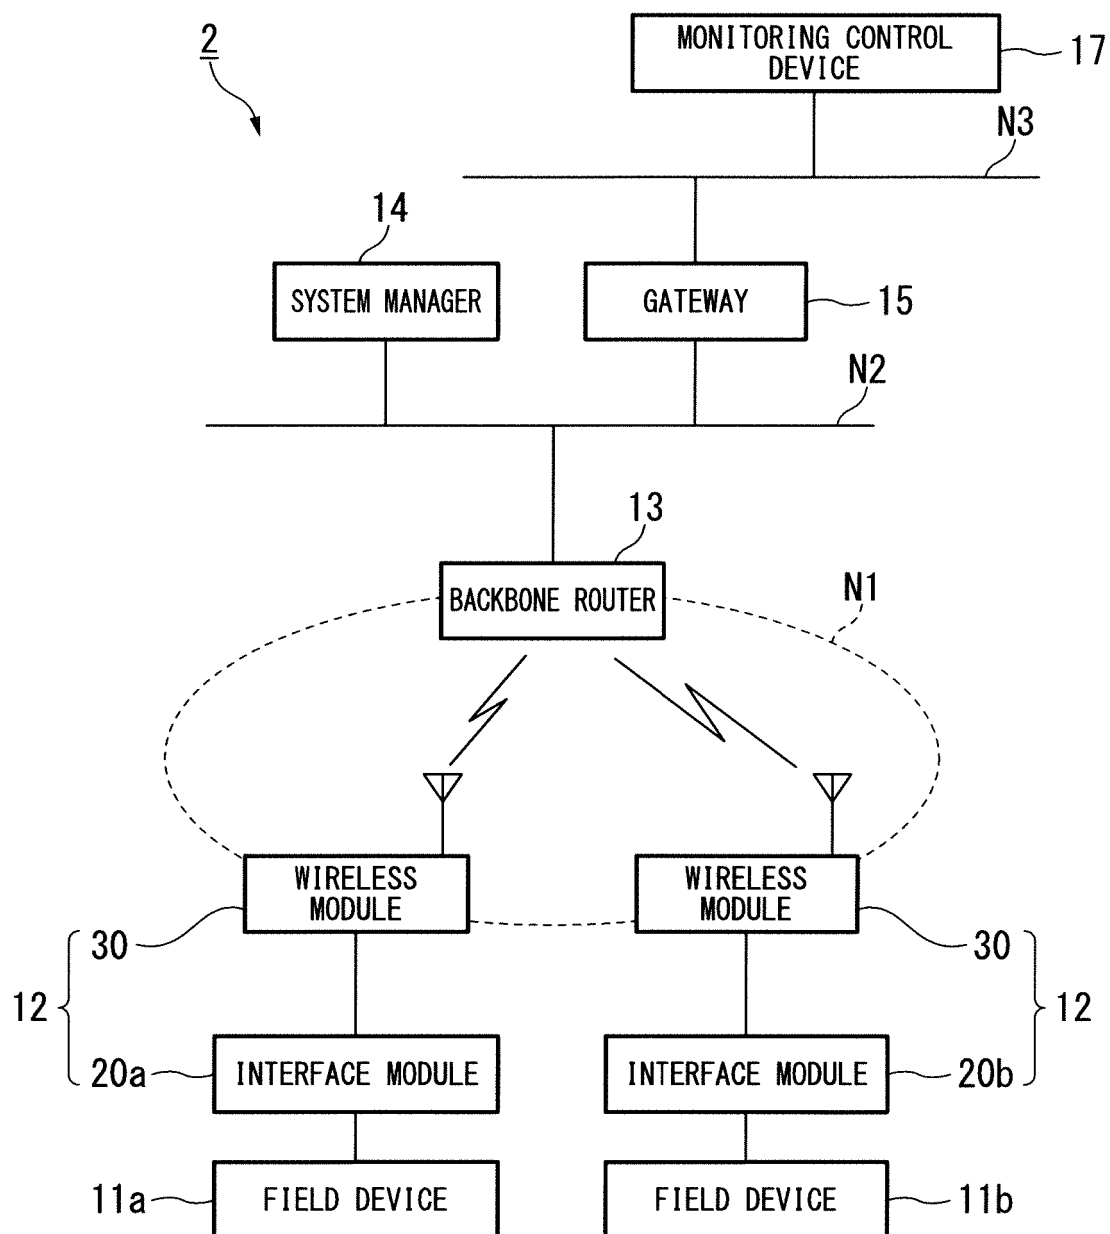 2
MONITORING CONTROL
DEVICE
17
N3
14
SYSTEM MANAGER
GATEWAY
15
N2
13
BACKBONE ROUTER
N1
WIRELESS
MODULE
WIRELESS
MODULE
30
30
12
12
20a
INTERFACE MODULE
INTERFACE MODULE
20b
11a
FIELD DEVICE
FIELD DEVICE
11b